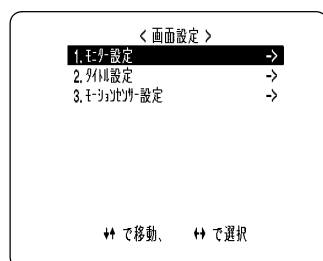 < 画面設定 >
1. ﾓﾆﾀｰ設定 ->
2. ﾀｲﾄﾙ設定 ->
3. ﾓｰｼｮﾝｾﾝｻｰ設定 ->
↓↑ で移動、 ←→ で選択